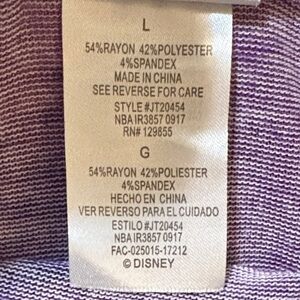 L
54%RAYON 42%POLYESTER
4%SPANDEX
MADE IN CHINA
SEE REVERSE FOR CARE
STYLE #JT20454
NBA IR3857 0917
RN# 129855
G
54%RAYON 42%POLIESTER
4%SPANDEX
HECHO EN CHINA
VER REVERSO PARA EL CUIDADO
ESTILO #JT20454
NBA IR3857 0917
FAC-025015-17212
© DISNEY